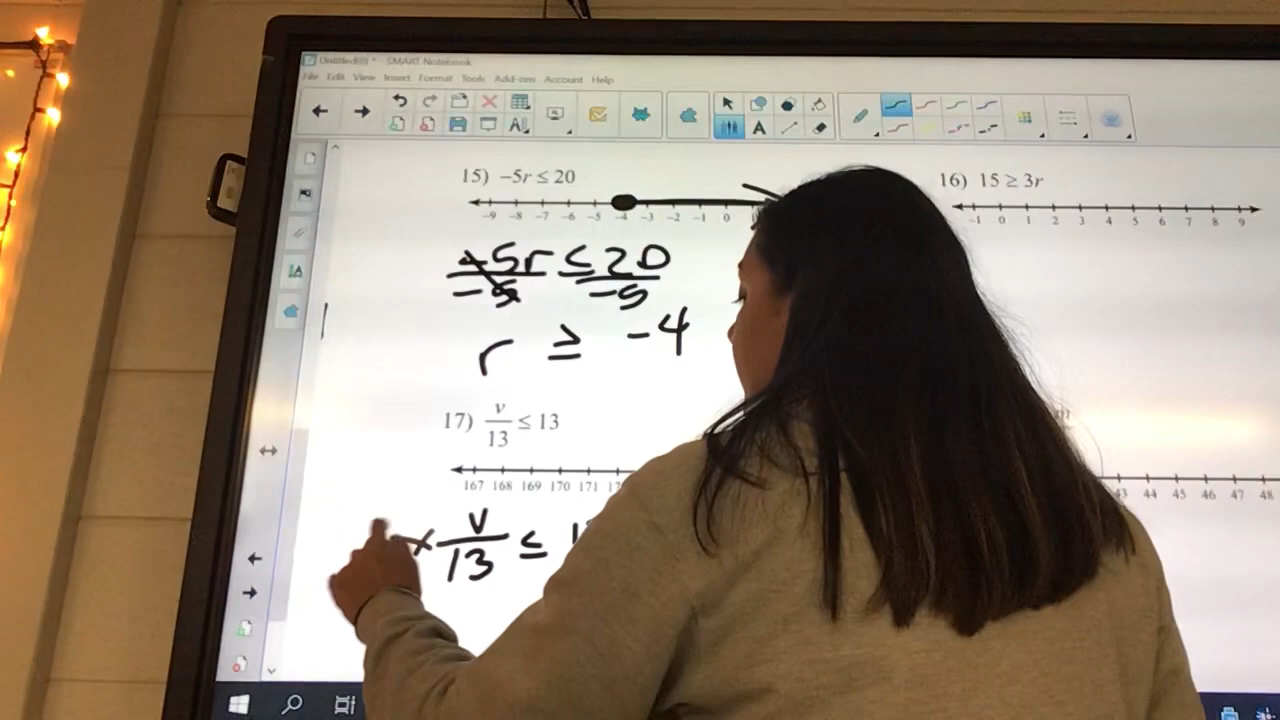 Untitled* - SMART Notebook
File Edit View Insert Format Tools Add-ons Account Help
15) -5r ≤ 20
-9 -8 -7 -6 -5 -4 -3 -2 -1 0
-5r ≤ 20
-5 -5
r ≥ -4
16) 15 ≥ 3r
-1 0 1 2 3 4 5 6 7 8 9
17) v/13 ≤ 13
167 168 169 170 171
× v/13 ≤
43 44 45 46 47 48